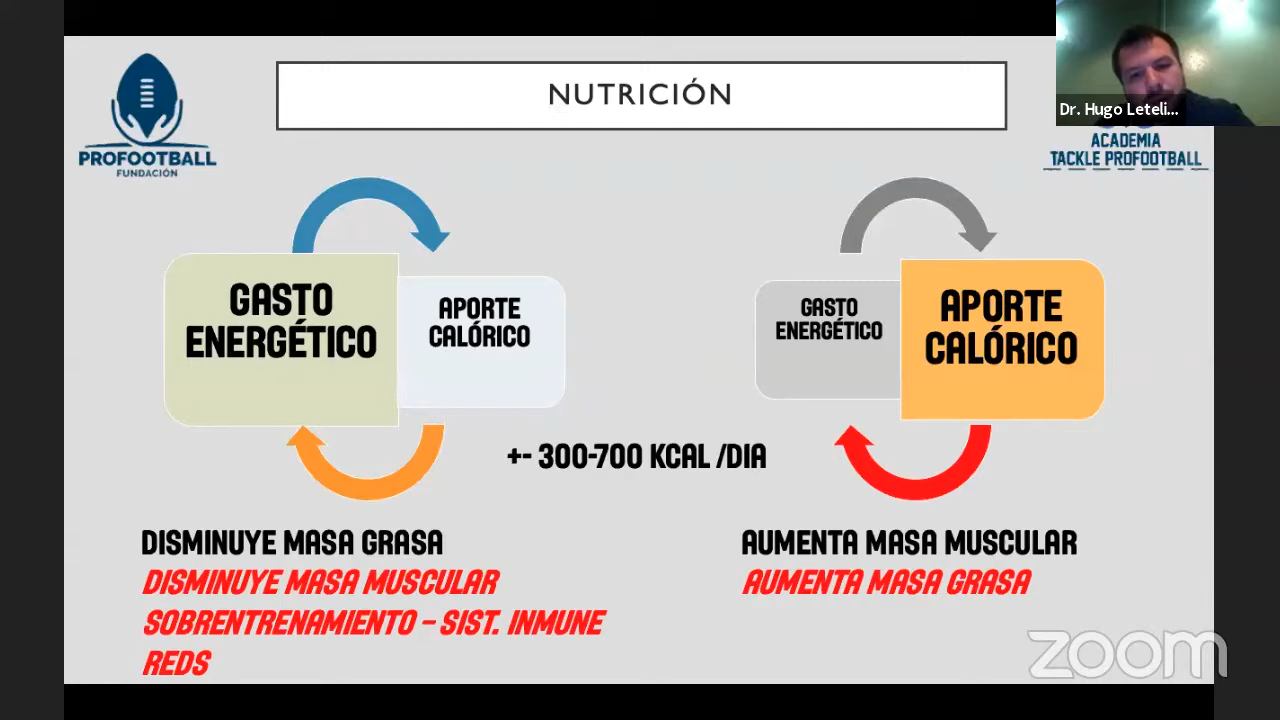 NUTRICIÓN
Dr. Hugo Leteli...
PROFOOTBALL
FUNDACIÓN
ACADEMIA
TACKLE PROFOOTBALL
GASTO
ENERGÉTICO
APORTE
CALÓRICO
GASTO
ENERGÉTICO
APORTE
CALÓRICO
+- 300-700 KCAL /DIA
DISMINUYE MASA GRASA
DISMINUYE MASA MUSCULAR
SOBRENTRENAMIENTO – SIST. INMUNE
REDS
AUMENTA MASA MUSCULAR
AUMENTA MASA GRASA
zoom